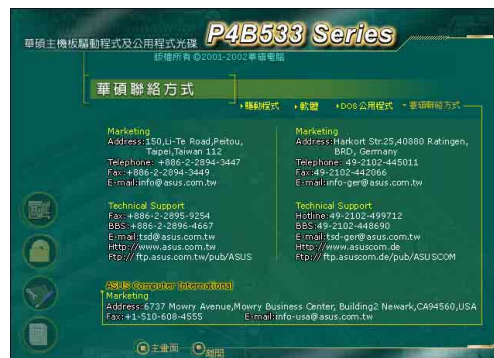 華碩主機板驅動程式及公用程式光碟 P4B533 Series
版權所有©2001-2002華碩電腦
華碩聯絡方式
驅動程式 軟體 DOS公用程式 華碩聯絡方式
Marketing
Address:150,Li-Te Road,Peitou,
Taipei,Taiwan 112
Telephone: +886-2-2894-3447
Fax:+886-2-2894-3449
E-mail:info@asus.com.tw
Technical Support
Fax:+886-2-2895-9254
BBS:+886-2-2896-4667
E-mail:tsd@asus.com.tw
Http://www.asus.com.tw
Ftp:// ftp.asus.com.tw/pub/ASUS
Marketing
Address:Harkort Str.25,40880 Ratingen,
BRD, Germany
Telephone: 49-2102-445011
Fax:49-2102-442066
E-mail:info-ger@asus.com.tw
Technical Support
Hotline:49-2102-499712
BBS:49-2102-448690
E-mail:tsd-ger@asus.com.tw
Http://www.asuscom.de
Ftp:// ftp.asuscom.de/pub/ASUSCOM
ASUS Computer International
Marketing
Address:6737 Mowry Avenue,Mowry Business Center, Building2 Newark,CA94560,USA
Fax:+1-510-608-4555 E-mail:info-usa@asus.com.tw
主畫面 離開